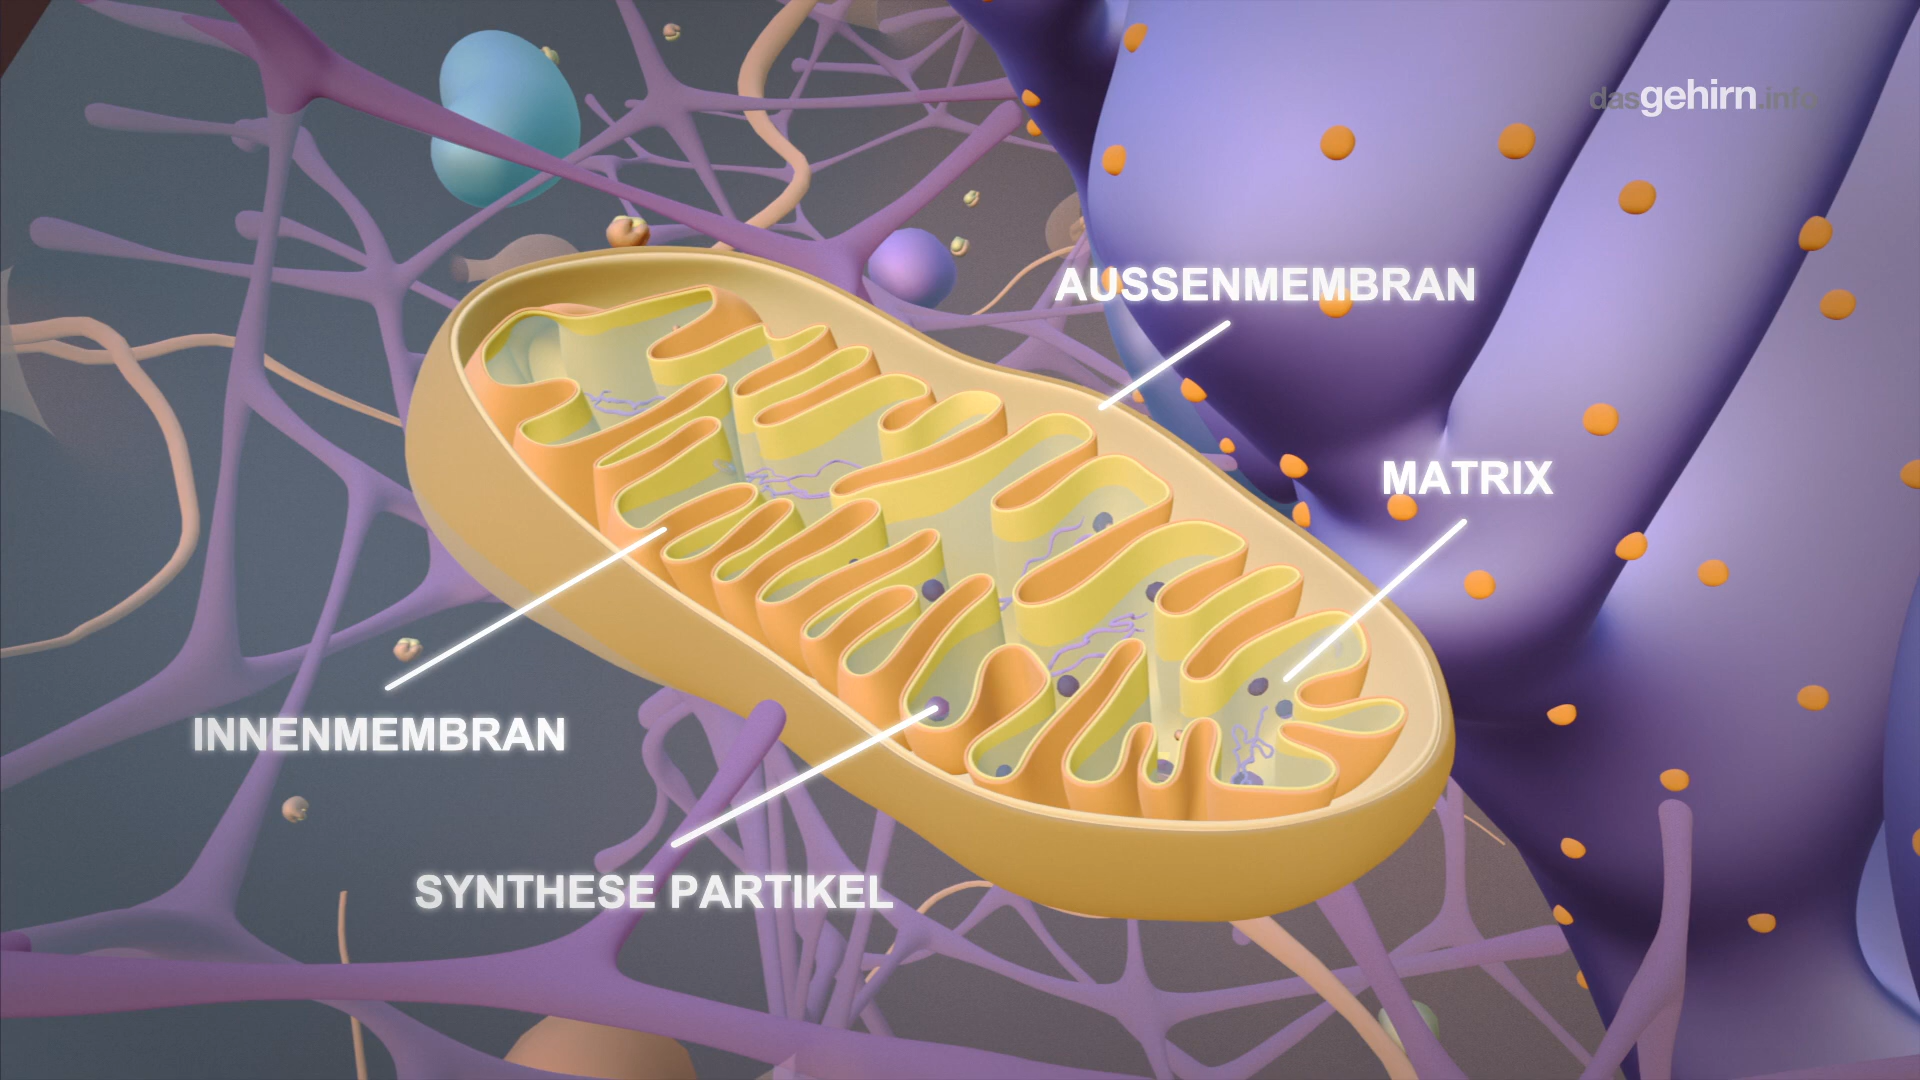 dasgehirn.info
AUSSENMEMBRAN
MATRIX
INNENMEMBRAN
SYNTHESE PARTIKEL